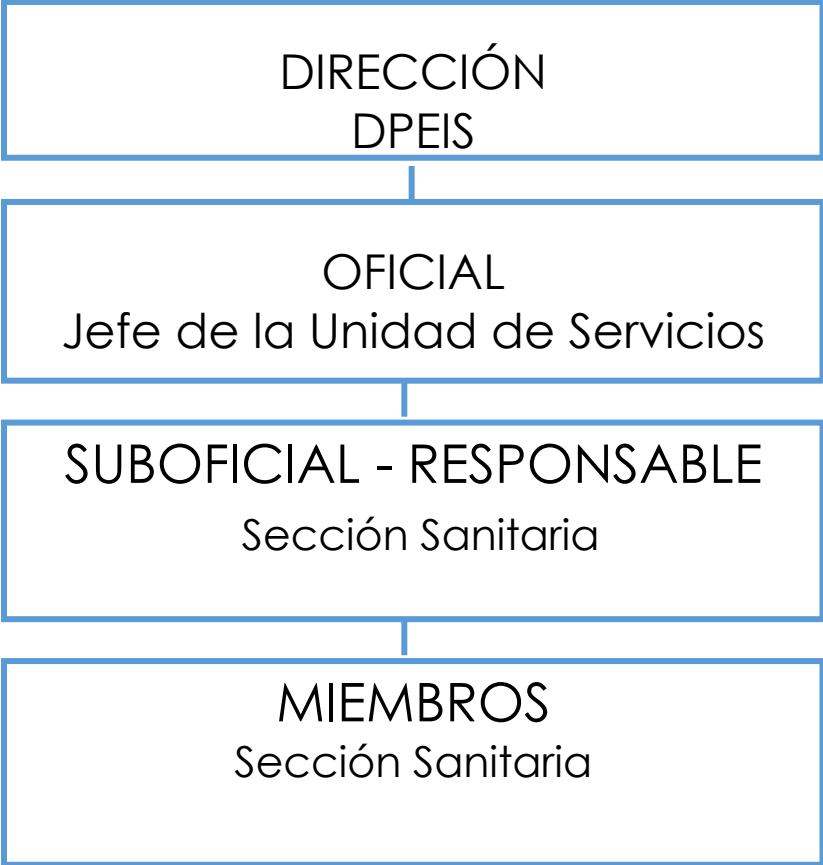 DIRECCIÓN
DPEIS
OFICIAL
Jefe de la Unidad de Servicios
SUBOFICIAL - RESPONSABLE
Sección Sanitaria
MIEMBROS
Sección Sanitaria